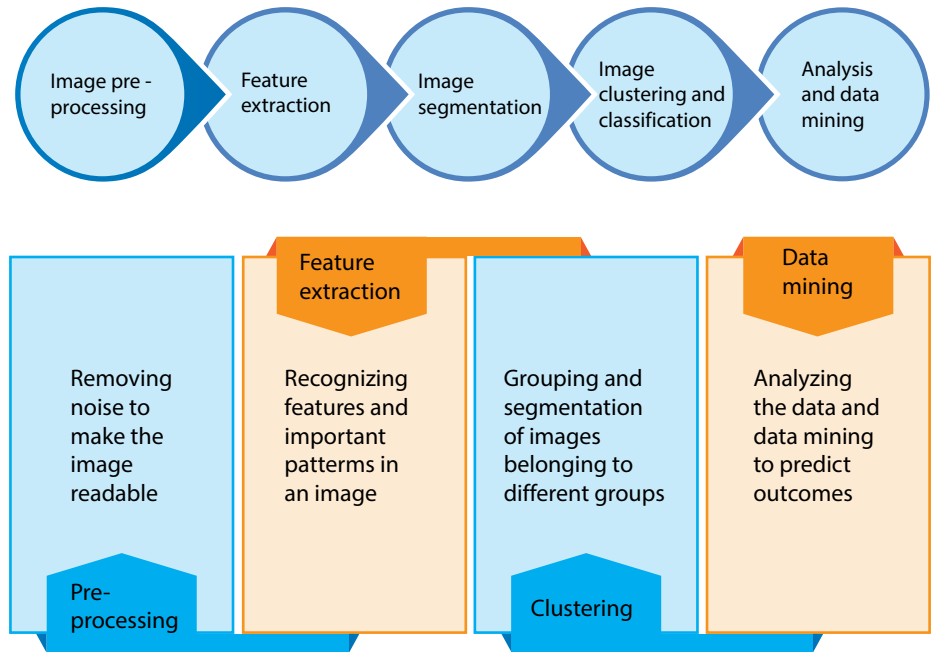 Image pre -
processing
Feature
extraction
Image
segmentation
Image
clustering and
classification
Analysis
and data
mining
Feature
extraction
Data
mining
Removing
noise to
make the
image
readable
Recognizing
features and
important
patterms in
an image
Grouping and
segmentation
of images
belonging to
different groups
Analyzing
the data and
data mining
to predict
outcomes
Pre-
processing
Clustering